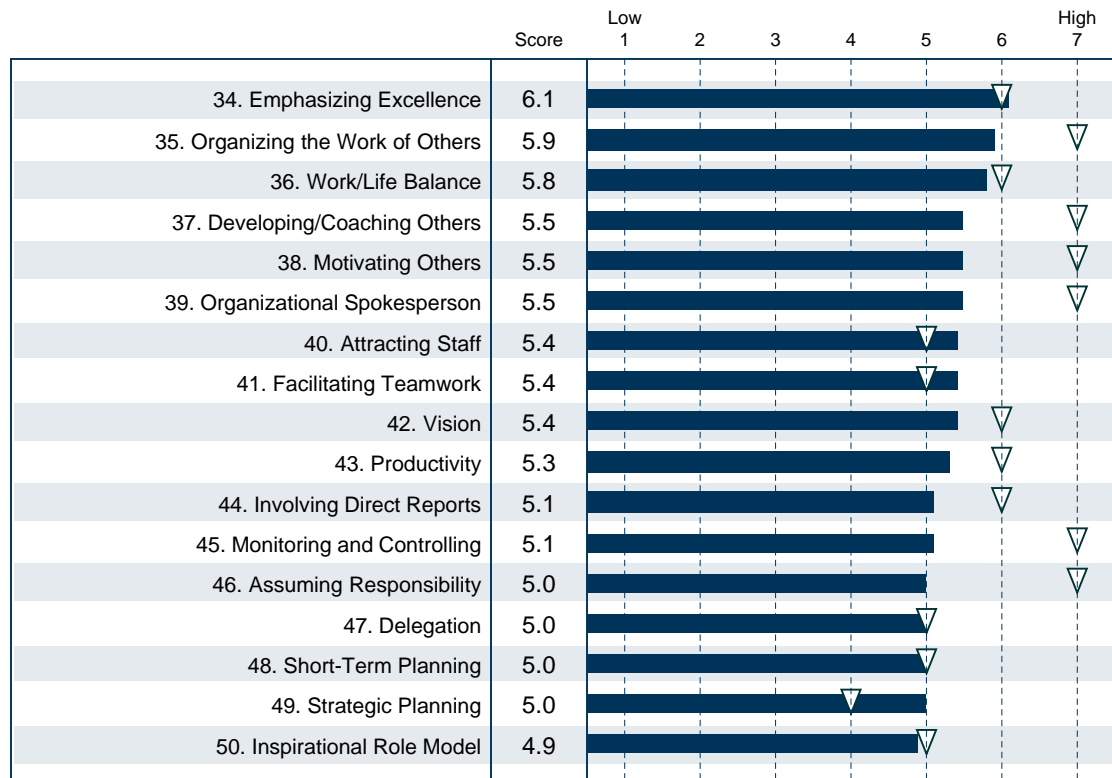 Low High
Score 1 2 3 4 5 6 7
34. Emphasizing Excellence 6.1
35. Organizing the Work of Others 5.9
36. Work/Life Balance 5.8
37. Developing/Coaching Others 5.5
38. Motivating Others 5.5
39. Organizational Spokesperson 5.5
40. Attracting Staff 5.4
41. Facilitating Teamwork 5.4
42. Vision 5.4
43. Productivity 5.3
44. Involving Direct Reports 5.1
45. Monitoring and Controlling 5.1
46. Assuming Responsibility 5.0
47. Delegation 5.0
48. Short-Term Planning 5.0
49. Strategic Planning 5.0
50. Inspirational Role Model 4.9